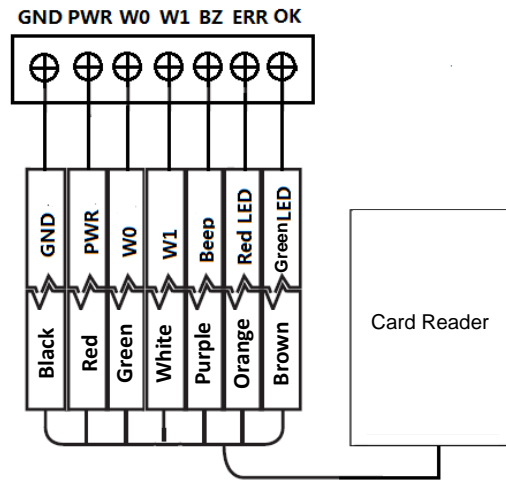 GND PWR W0 W1 BZ ERR OK
GND
PWR
W0
W1
Beep
Red LED
GreenLED
Black
Red
Green
White
Purple
Orange
Brown
Card Reader